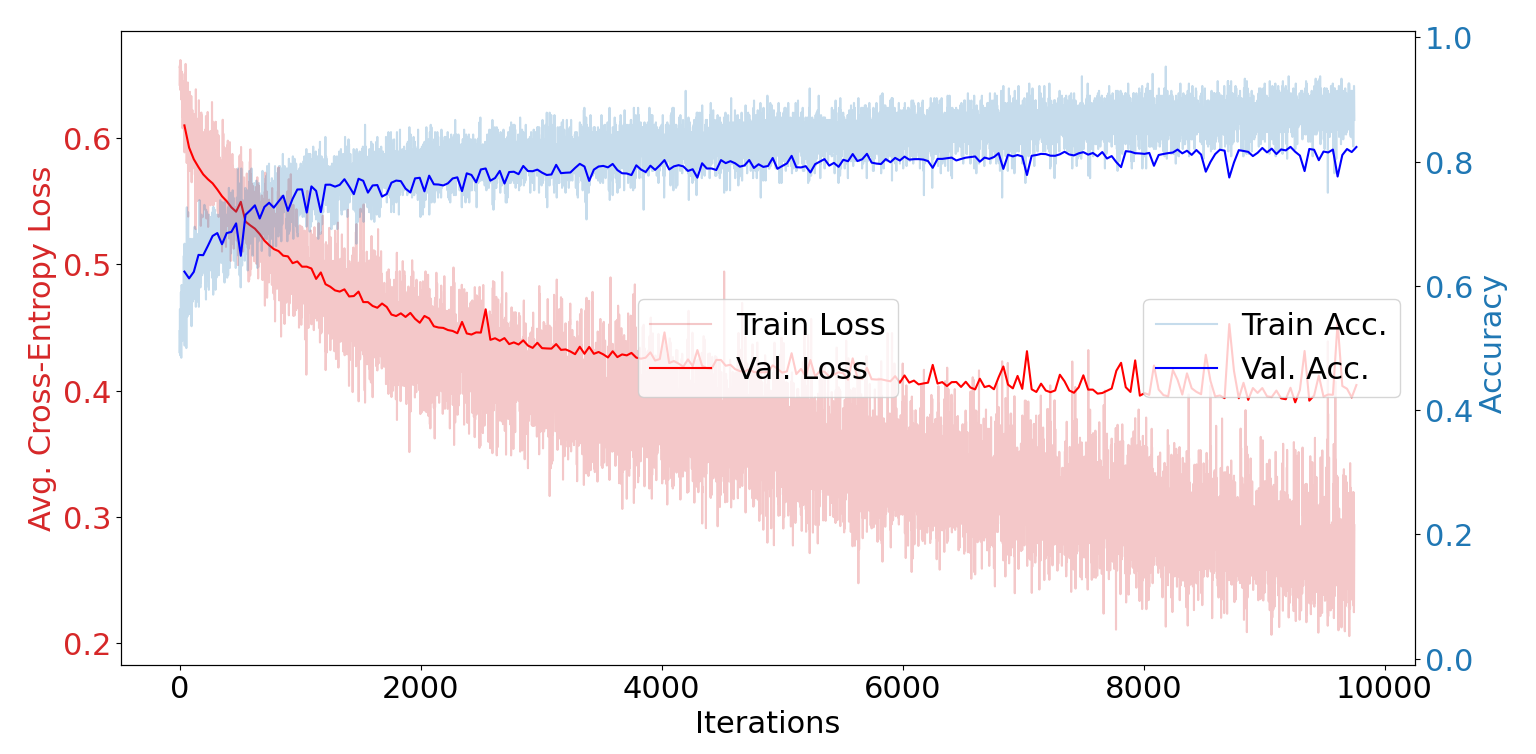 Avg. Cross-Entropy Loss
0.6
0.5
0.4
0.3
0.2
Train Loss
Val. Loss
Train Acc.
Val. Acc.
1.0
0.8
0.6
0.4
0.2
0.0
Accuracy
0
2000
4000
6000
8000
10000
Iterations